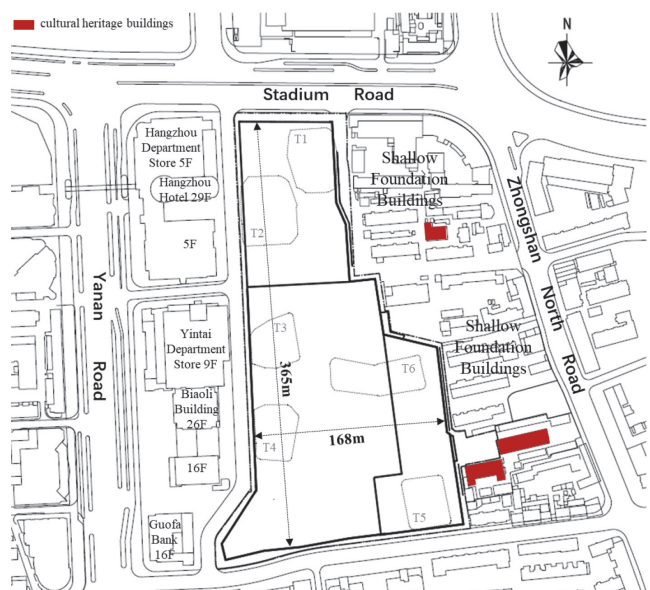 cultural heritage buildings
N
Stadium Road
Hangzhou
Department
Store 5F
Hangzhou
Hotel 29F
5F
T1
T2
Shallow
Foundation
Buildings
Zhongshan
North
Road
Yanan
Road
Yintai
Department
Store 9F
Biaoli
Building
26F
16F
Guofa
Bank
16F
T3
365m
T6
168m
T4
T5
Shallow
Foundation
Buildings